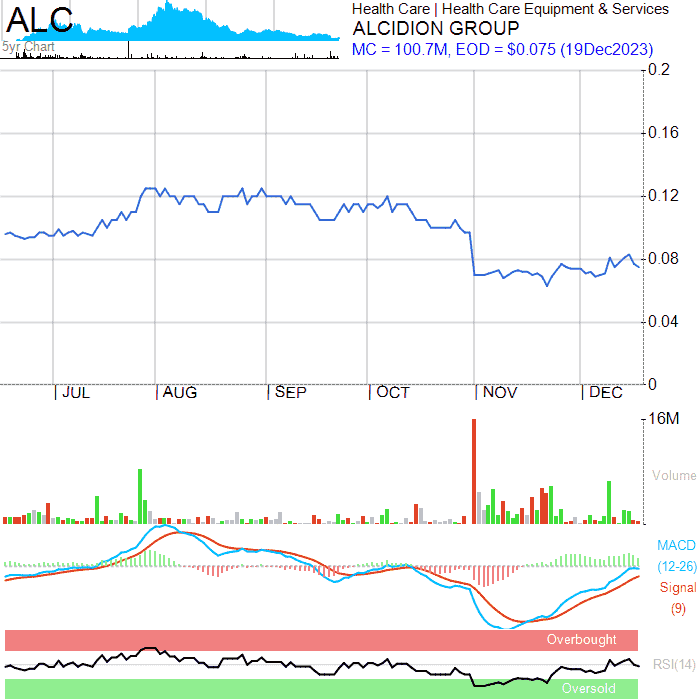 ALC
5yr Chart
Health Care | Health Care Equipment & Services
ALCIDION GROUP
MC = 100.7M, EOD = $0.075 (19Dec2023)
0.2
0.16
0.12
0.08
0.04
0
JUL AUG SEP OCT NOV DEC
16M
Volume
MACD
(12-26)
Signal
(9)
Overbought
RSI(14)
Oversold